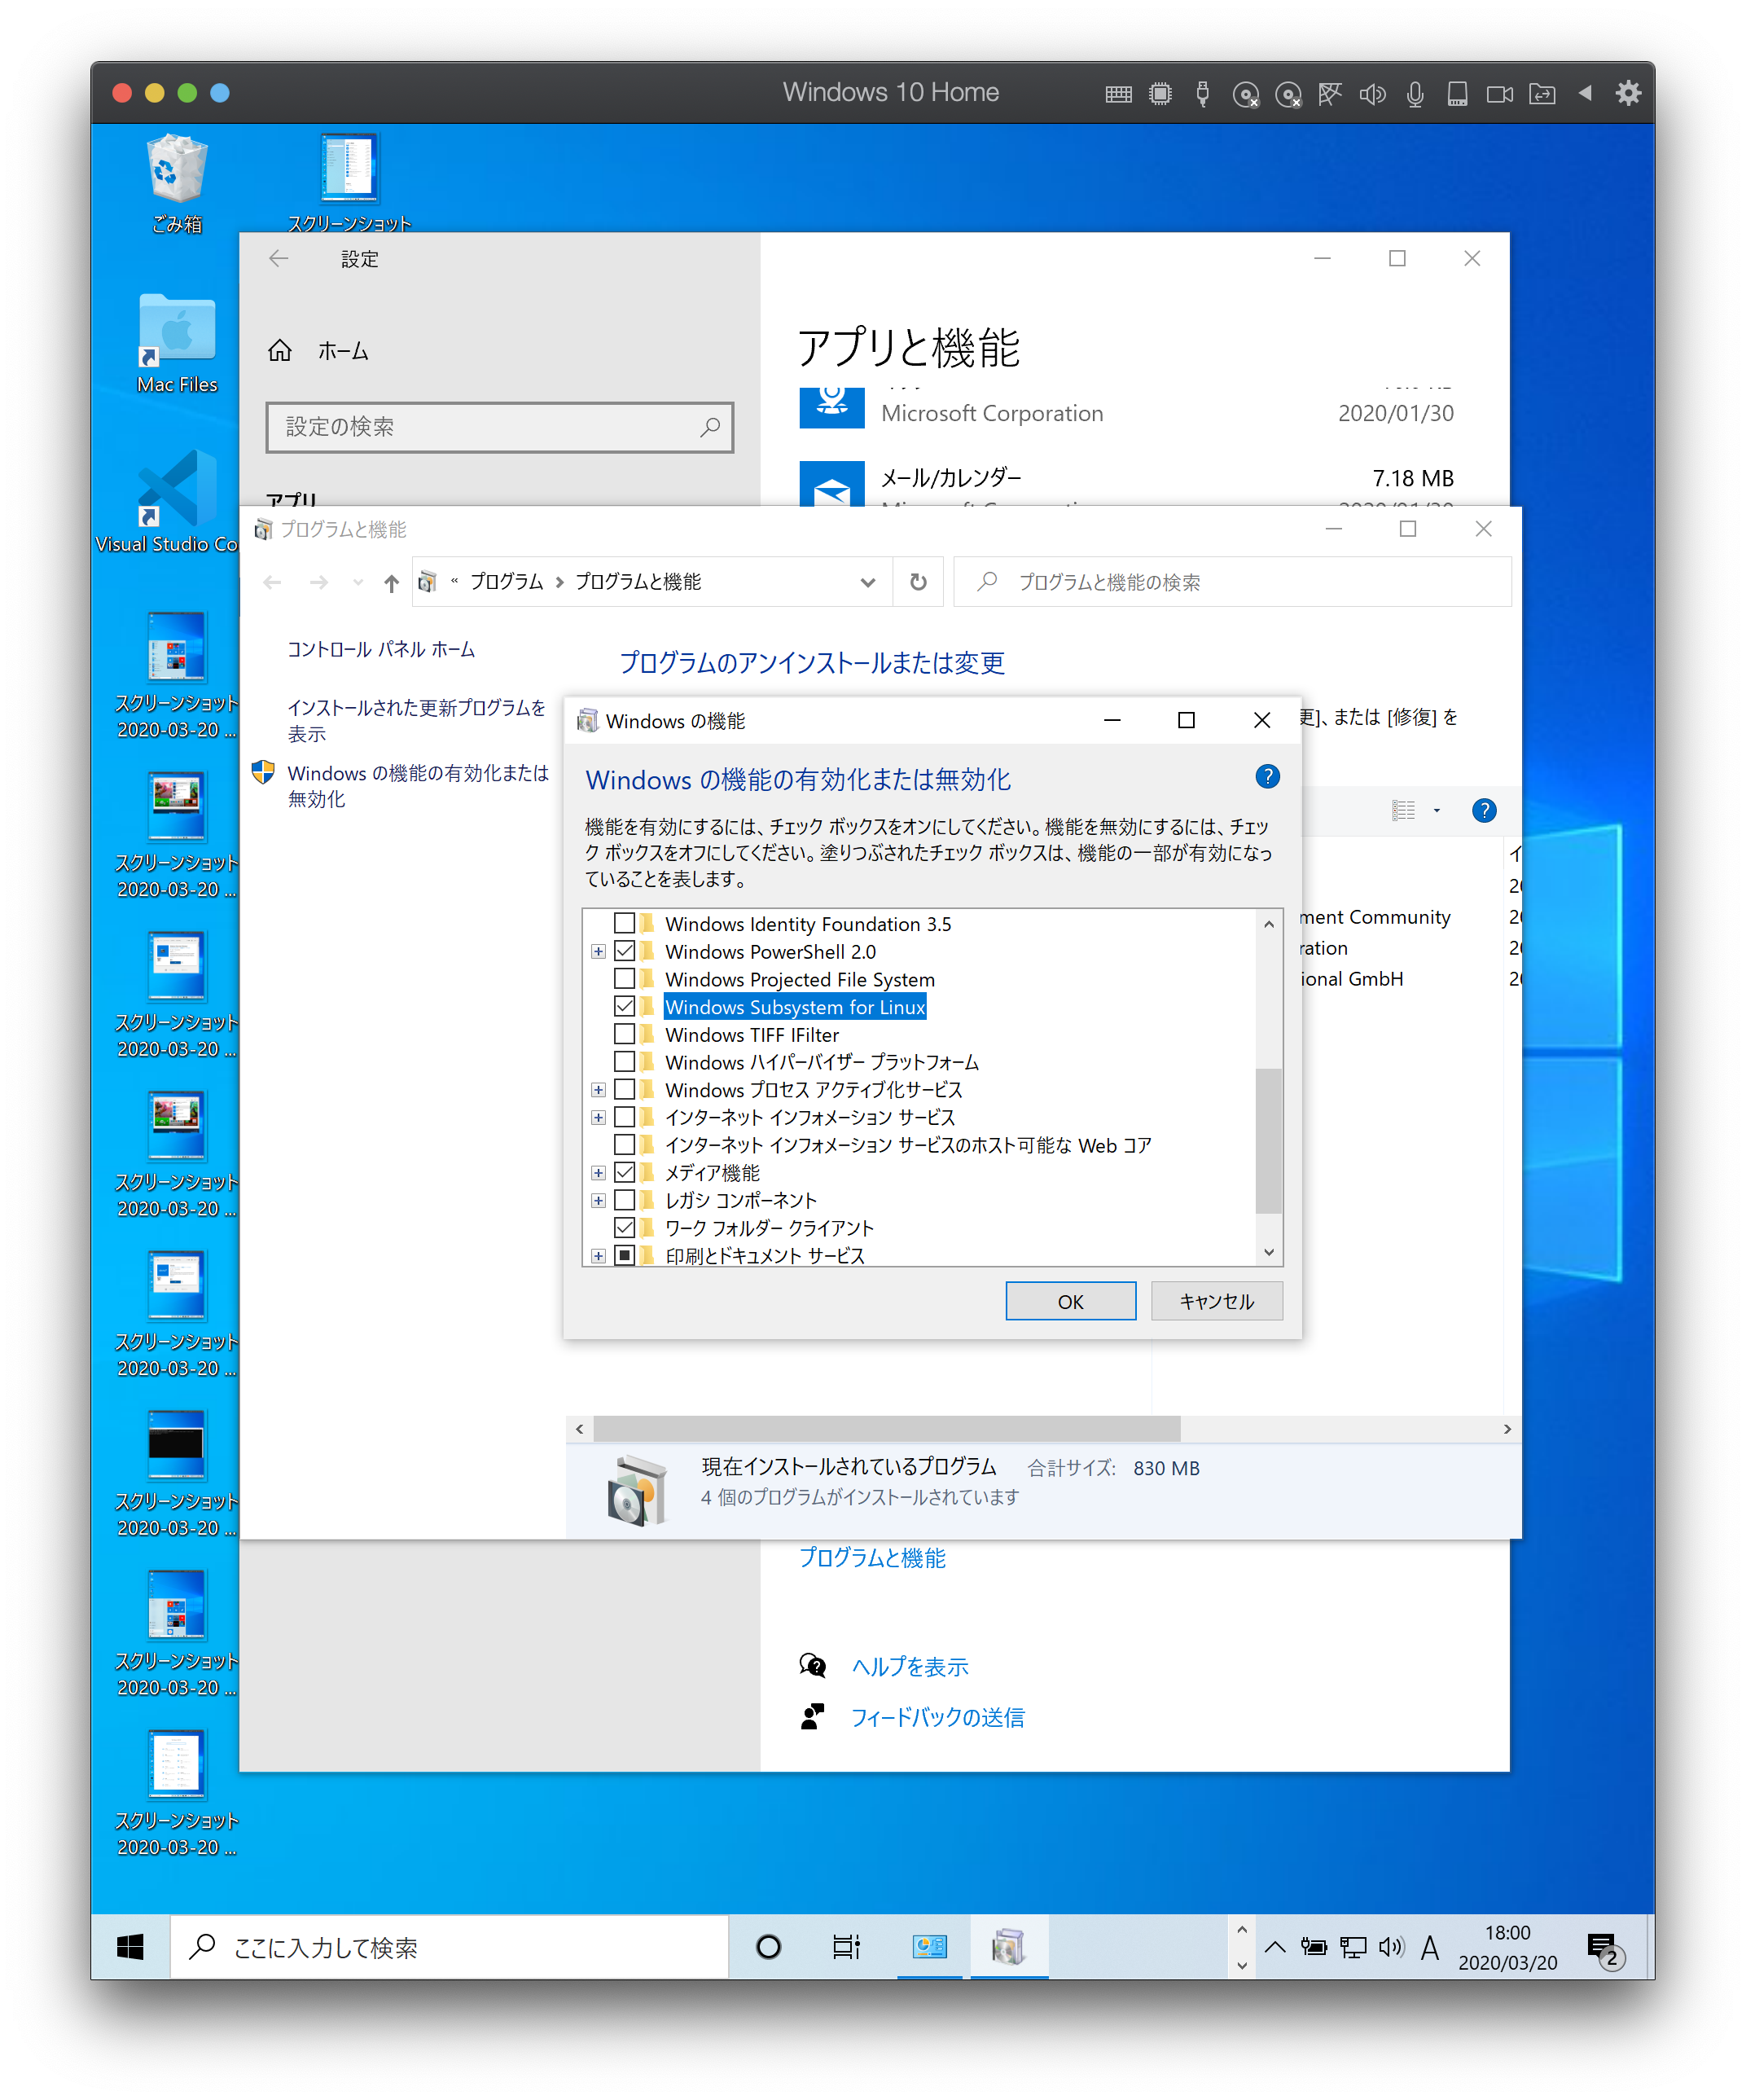 Windows 10 Home
ごみ箱
スクリーンショット
Mac Files
Visual Studio Co
スクリーンショット
2020-03-20 ...
スクリーンショット
2020-03-20 ...
スクリーンショット
2020-03-20 ...
スクリーンショット
2020-03-20 ...
スクリーンショット
2020-03-20 ...
スクリーンショット
2020-03-20 ...
スクリーンショット
2020-03-20 ...
スクリーンショット
2020-03-20 ...
設定
ホーム
設定の検索
アプリ
アプリと機能
Microsoft Corporation 2020/01/30
メール/カレンダー 7.18 MB
プログラムと機能
« プログラム › プログラムと機能
プログラムと機能の検索
コントロール パネル ホーム
インストールされた更新プログラムを
表示
Windows の機能の有効化または
無効化
プログラムのアンインストールまたは変更
更]、または [修復] を
イ
20
ment Community 20
ration 20
ional GmbH 20
Windows の機能
Windows の機能の有効化または無効化
機能を有効にするには、チェック ボックスをオンにしてください。機能を無効にするには、チェッ
ク ボックスをオフにしてください。塗りつぶされたチェック ボックスは、機能の一部が有効になっ
ていることを表します。
Windows Identity Foundation 3.5
Windows PowerShell 2.0
Windows Projected File System
Windows Subsystem for Linux
Windows TIFF IFilter
Windows ハイパーバイザー プラットフォーム
Windows プロセス アクティブ化サービス
インターネット インフォメーション サービス
インターネット インフォメーション サービスのホスト可能な Web コア
メディア機能
レガシ コンポーネント
ワーク フォルダー クライアント
印刷とドキュメント サービス
OK
キャンセル
現在インストールされているプログラム 合計サイズ: 830 MB
4 個のプログラムがインストールされています
プログラムと機能
ヘルプを表示
フィードバックの送信
ここに入力して検索
A
18:00
2020/03/20
2